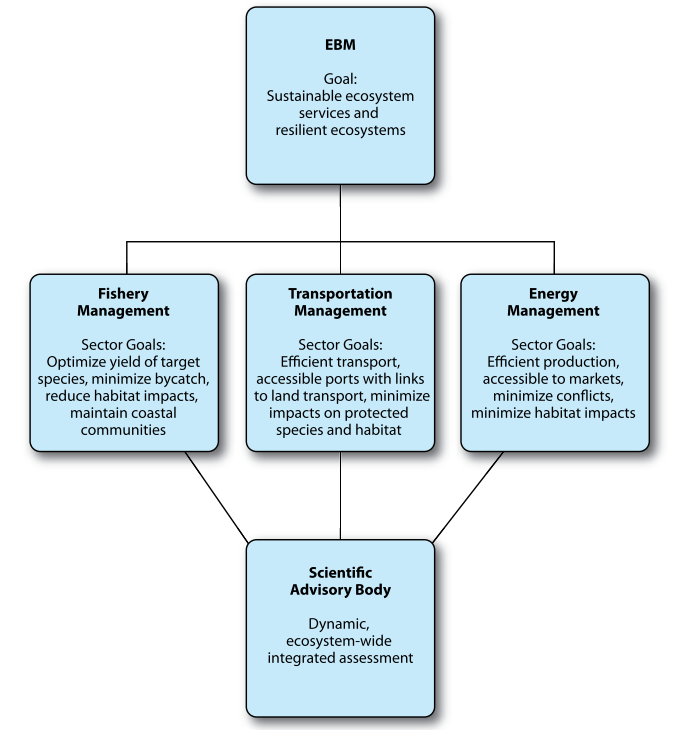 EBM
Goal:
Sustainable ecosystem
services and
resilient ecosystems
Fishery
Management
Sector Goals:
Optimize yield of target
species, minimize bycatch,
reduce habitat impacts,
maintain coastal
communities
Transportation
Management
Sector Goals:
Efficient transport,
accessible ports with links
to land transport, minimize
impacts on protected
species and habitat
Energy
Management
Sector Goals:
Efficient production,
accessible to markets,
minimize conflicts,
minimize habitat impacts
Scientific
Advisory Body
Dynamic,
ecosystem-wide
integrated assessment